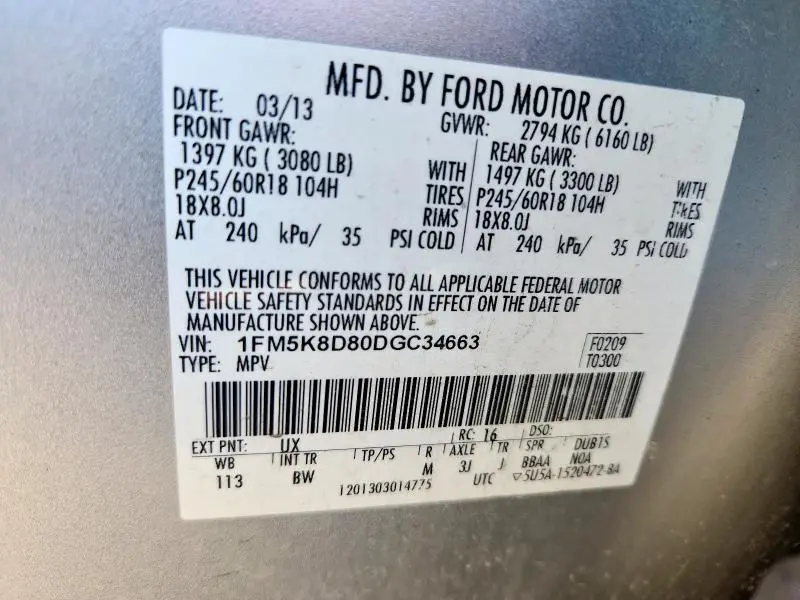 MFD. BY FORD MOTOR CO.
DATE: 03/13 GVWR: 2794 KG ( 6160 LB)
FRONT GAWR: REAR GAWR:
1397 KG ( 3080 LB) WITH 1497 KG ( 3300 LB) WITH
P245/60R18 104H TIRES P245/60R18 104H TIRES
18X8.0J RIMS 18X8.0J RIMS
AT 240 kPa/ 35 PSI COLD AT 240 kPa/ 35 PSI COLD
THIS VEHICLE CONFORMS TO ALL APPLICABLE FEDERAL MOTOR
VEHICLE SAFETY STANDARDS IN EFFECT ON THE DATE OF
MANUFACTURE SHOWN ABOVE.
VIN: 1FM5K8D80DGC34663 F0209
TYPE: MPV T0300
EXT PNT: UX RC: 16 DSO:
WB INT TR TP/PS R AXLE TR SPR DUB1S
113 BW M 3J J BBAA NOA
1201303014775 UTC ▽5U5A-1520472-BA